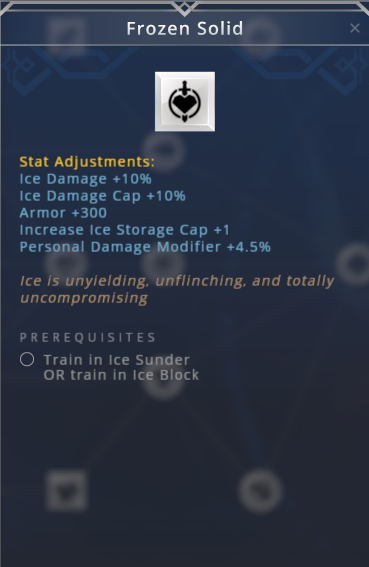 Frozen Solid
Stat Adjustments:
Ice Damage +10%
Ice Damage Cap +10%
Armor +300
Increase Ice Storage Cap +1
Personal Damage Modifier +4.5%
Ice is unyielding, unflinching, and totally
uncompromising
PREREQUISITES
Train in Ice Sunder
OR train in Ice Block